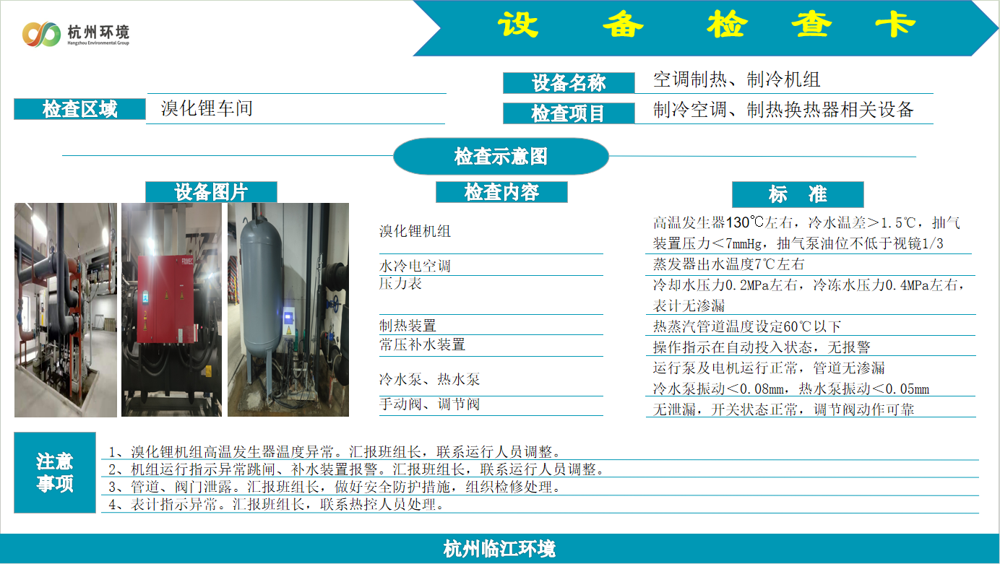 杭州环境
Hangzhou Environmental Group
设 备 检 查 卡
设备名称
空调制热、制冷机组
检查区域
溴化锂车间
检查项目
制冷空调、制热换热器相关设备
检查示意图
设备图片
检查内容
标 准
溴化锂机组
高温发生器130℃左右，冷水温差＞1.5℃，抽气
装置压力＜7mmHg，抽气泵油位不低于视镜1/3
水冷电空调
蒸发器出水温度7℃左右
压力表
冷却水压力0.2MPa左右，冷冻水压力0.4MPa左右，
表计无渗漏
制热装置
热蒸汽管道温度设定60℃以下
常压补水装置
操作指示在自动投入状态，无报警
冷水泵、热水泵
运行泵及电机运行正常，管道无渗漏
冷水泵振动＜0.08mm，热水泵振动＜0.05mm
手动阀、调节阀
无泄漏，开关状态正常，调节阀动作可靠
注意
事项
1、溴化锂机组高温发生器温度异常。汇报班组长，联系运行人员调整。
2、机组运行指示异常跳闸、补水装置报警。汇报班组长，联系运行人员调整。
3、管道、阀门泄露。汇报班组长，做好安全防护措施，组织检修处理。
4、表计指示异常。汇报班组长，联系热控人员处理。
杭州临江环境